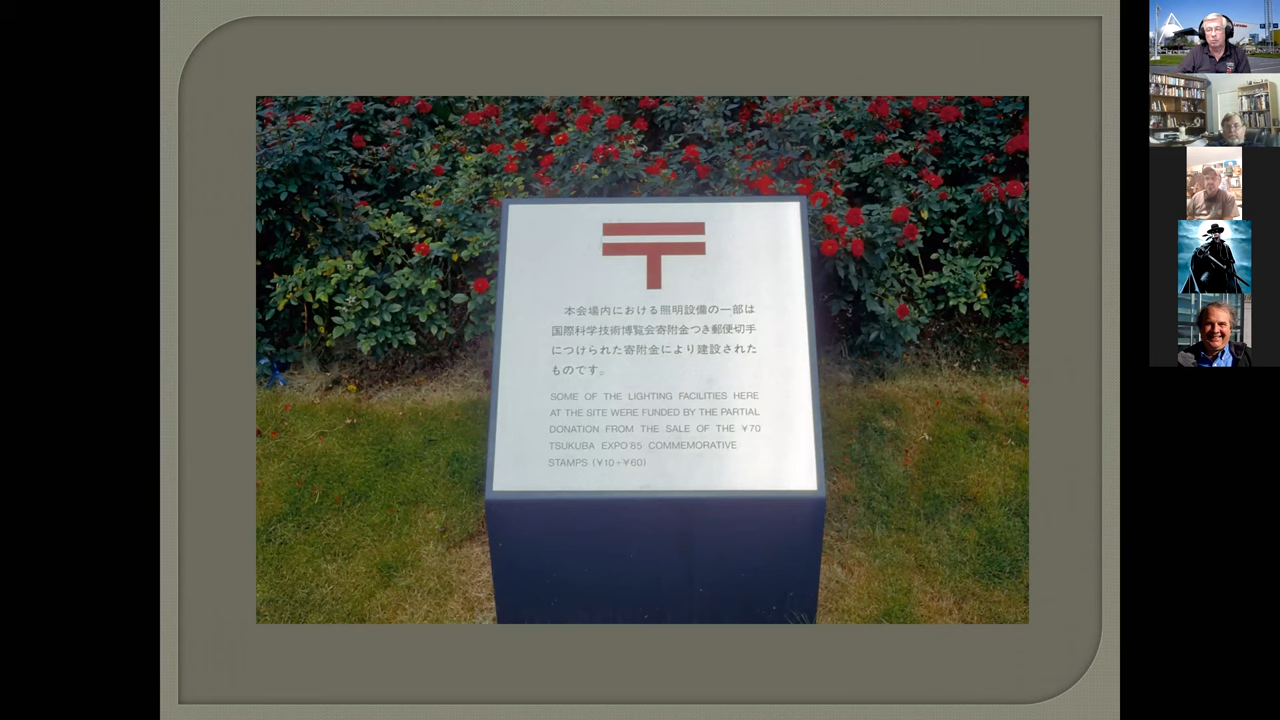 本会場内における照明設備の一部は
国際科学技術博覧会寄附金つき郵便切手
につけられた寄附金により建設された
ものです。
SOME OF THE LIGHTING FACILITIES HERE
AT THE SITE WERE FUNDED BY THE PARTIAL
DONATION FROM THE SALE OF THE ¥70
TSUKUBA EXPO'85 COMMEMORATIVE
STAMPS (¥10+¥60)